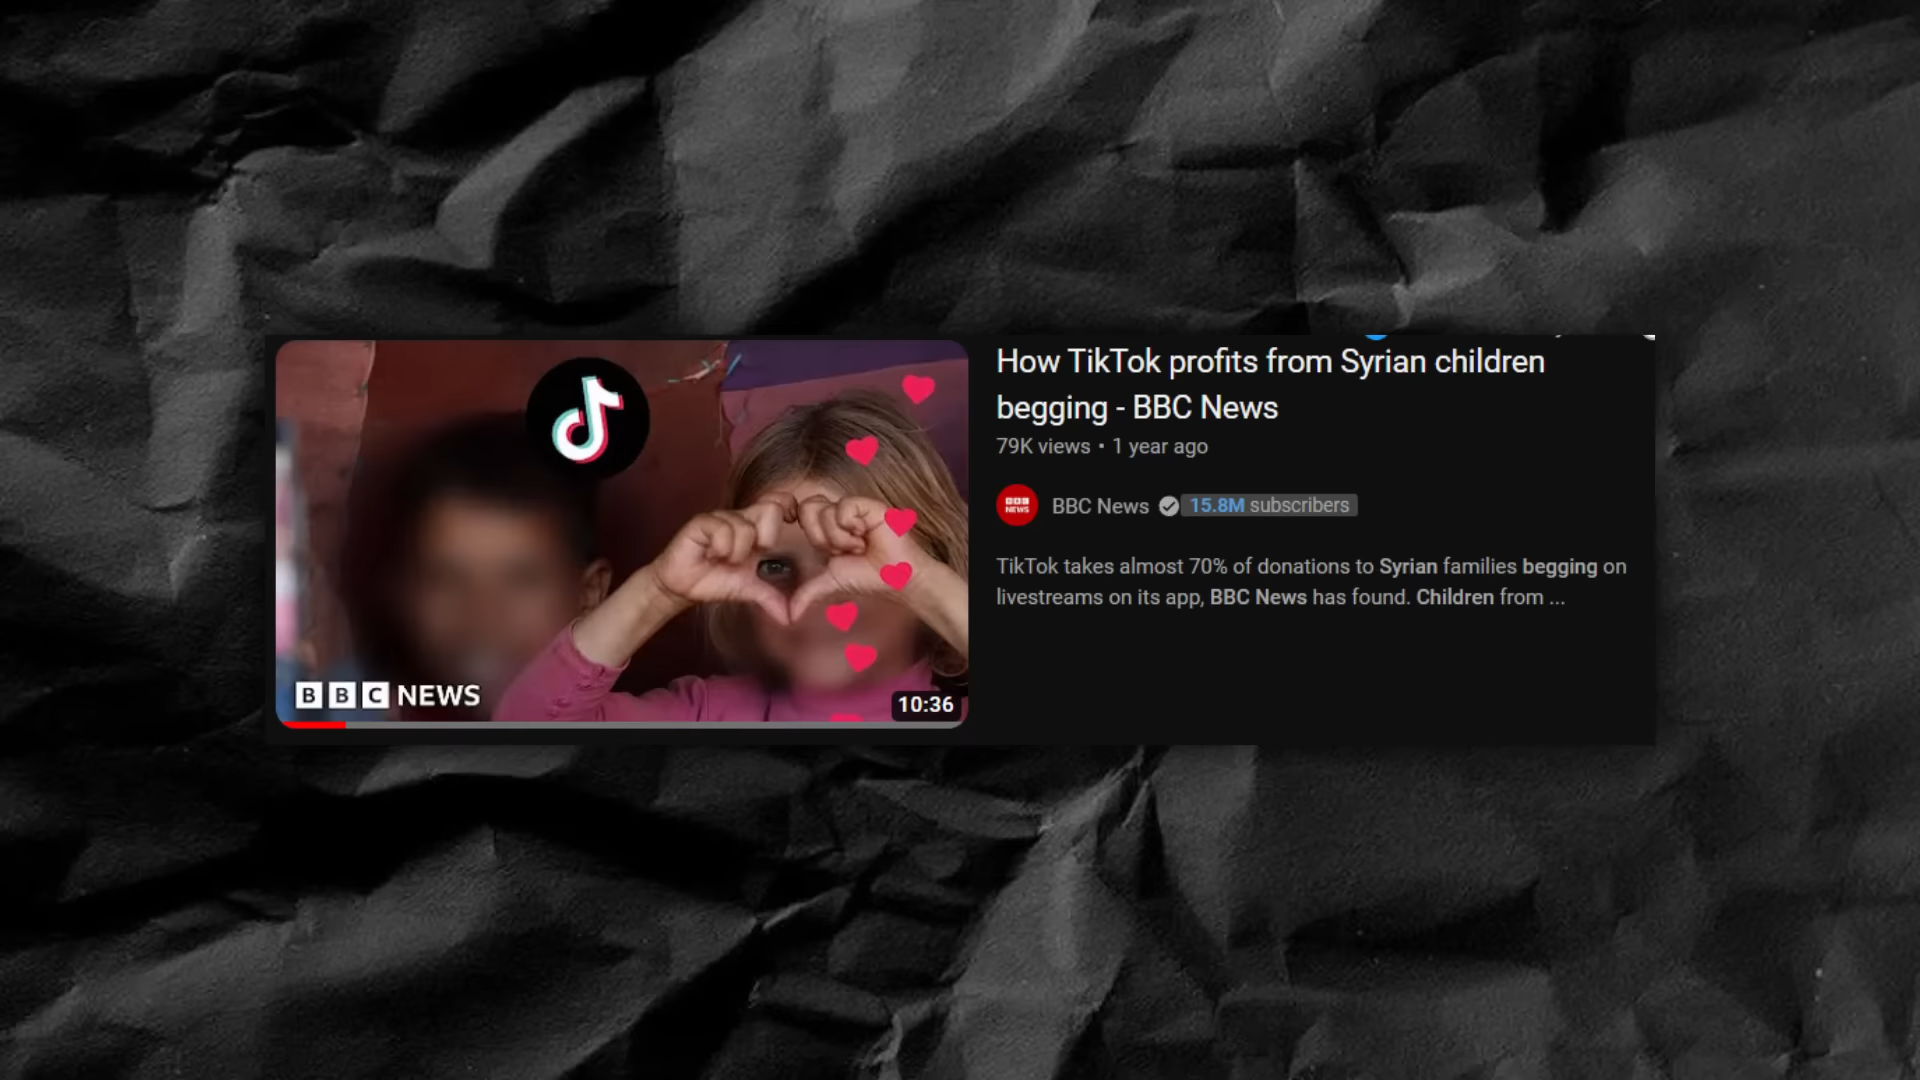 How TikTok profits from Syrian children
begging - BBC News
79K views • 1 year ago
BBC NEWS
BBC News 15.8M subscribers
TikTok takes almost 70% of donations to Syrian families begging on
livestreams on its app, BBC News has found. Children from ...
BBC NEWS
10:36